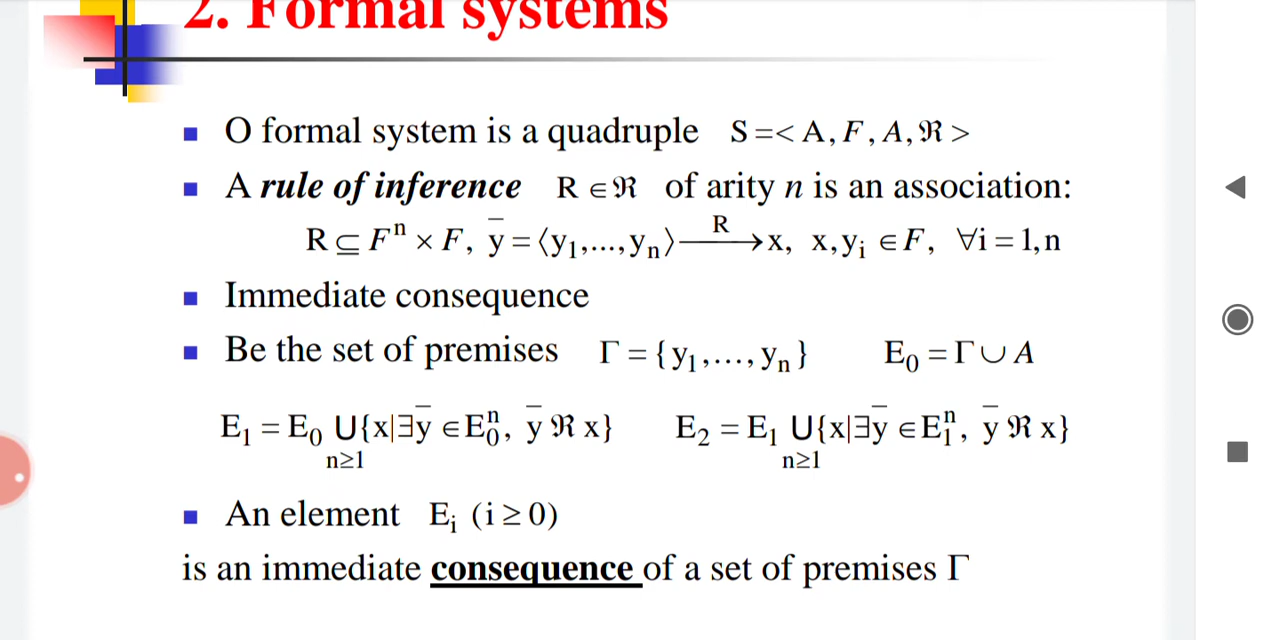 2. Formal systems
O formal system is a quadruple S =< A, F, A, ℜ >
A rule of inference R ∈ ℜ of arity n is an association:
R ⊆ Fⁿ × F, y̅ = ⟨y₁,...,yₙ⟩ —R→ x, x, yᵢ ∈ F, ∀i = 1̅,̅n̅
Immediate consequence
Be the set of premises Γ = {y₁,...,yₙ} E₀ = Γ ∪ A
E₁ = E₀ ∪{x|∃y̅ ∈ E₀ⁿ, y̅ ℜ x} E₂ = E₁ ∪{x|∃y̅ ∈ E₁ⁿ, y̅ ℜ x}
n≥1 n≥1
An element Eᵢ (i ≥ 0)
is an immediate consequence of a set of premises Γ